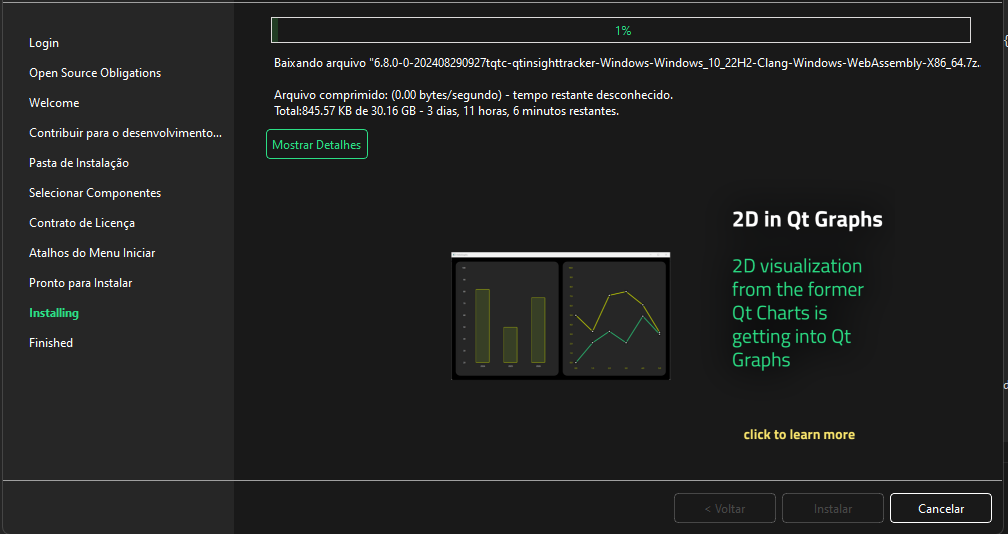 Login
Open Source Obligations
Welcome
Contribuir para o desenvolvimento...
Pasta de Instalação
Selecionar Componentes
Contrato de Licença
Atalhos do Menu Iniciar
Pronto para Instalar
Installing
Finished
1%
Baixando arquivo "6.8.0-0-202408290927tqtc-qtinsighttracker-Windows-Windows_10_22H2-Clang-Windows-WebAssembly-X86_64.7z..
Arquivo comprimido: (0.00 bytes/segundo) - tempo restante desconhecido.
Total:845.57 KB de 30.16 GB - 3 dias, 11 horas, 6 minutos restantes.
Mostrar Detalhes
2D in Qt Graphs
2D visualization
from the former
Qt Charts is
getting into Qt
Graphs
click to learn more
< Voltar
Instalar
Cancelar